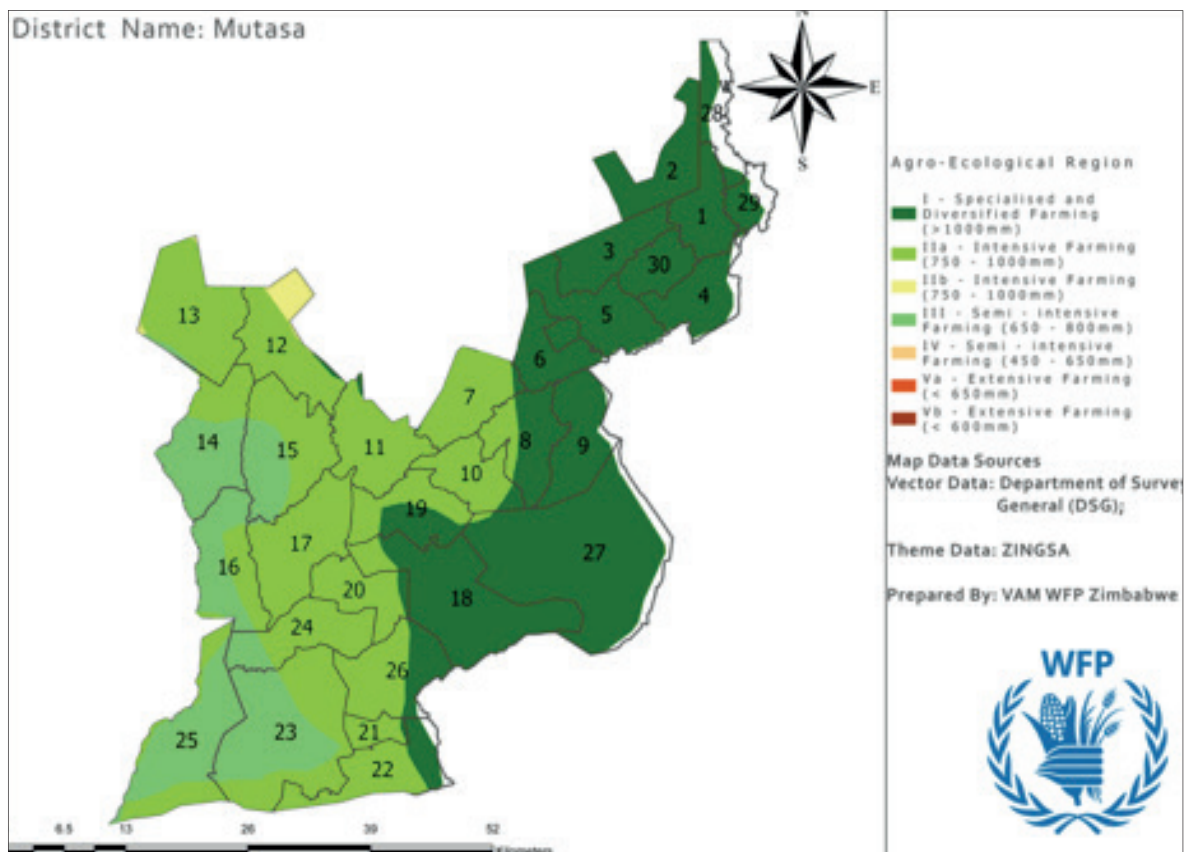 District Name: Mutasa
N
E
S
28
2
29
1
3
30
4
5
13
6
12
7
8
9
14
15
11
10
19
17
27
16
20
18
24
26
25
23
21
22
6.5 13 26 39 52
Kilometers
Agro-Ecological Region
I - Specialised and
Diversified Farming
(>1000mm)
IIa - Intensive Farming
(750 - 1000mm)
IIb - Intensive Farming
(750 - 1000mm)
III - Semi - intensive
Farming (650 - 800mm)
IV - Semi - intensive
Farming (450 - 650mm)
Va - Extensive Farming
(< 650mm)
Vb - Extensive Farming
(< 600mm)
Map Data Sources
Vector Data: Department of Surve
General (DSG);
Theme Data: ZINGSA
Prepared By: VAM WFP Zimbabwe
WFP